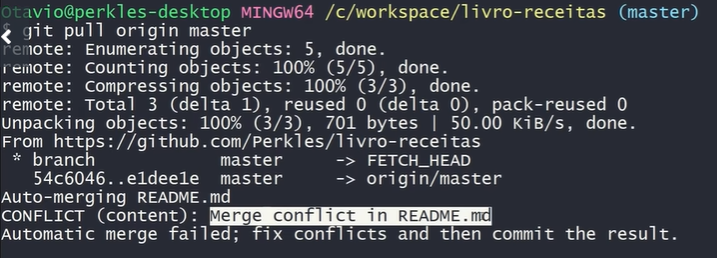 Otavio@perkles-desktop MINGW64 /c/workspace/livro-receitas (master)
$ git pull origin master
remote: Enumerating objects: 5, done.
remote: Counting objects: 100% (5/5), done.
remote: Compressing objects: 100% (3/3), done.
remote: Total 3 (delta 1), reused 0 (delta 0), pack-reused 0
Unpacking objects: 100% (3/3), 701 bytes | 50.00 KiB/s, done.
From https://github.com/Perkles/livro-receitas
 * branch            master     -> FETCH_HEAD
   54c6046..e1dee1e  master     -> origin/master
Auto-merging README.md
CONFLICT (content): Merge conflict in README.md
Automatic merge failed; fix conflicts and then commit the result.